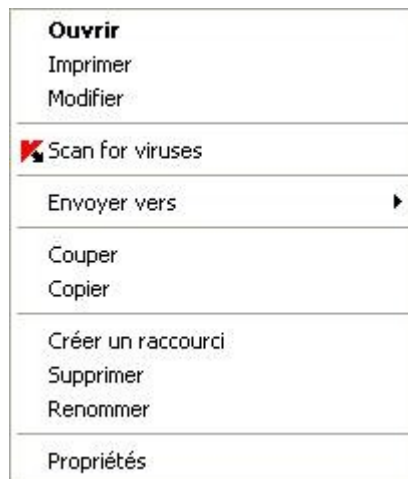 Ouvrir
Imprimer
Modifier
Scan for viruses
Envoyer vers
Couper
Copier
Créer un raccourci
Supprimer
Renommer
Propriétés